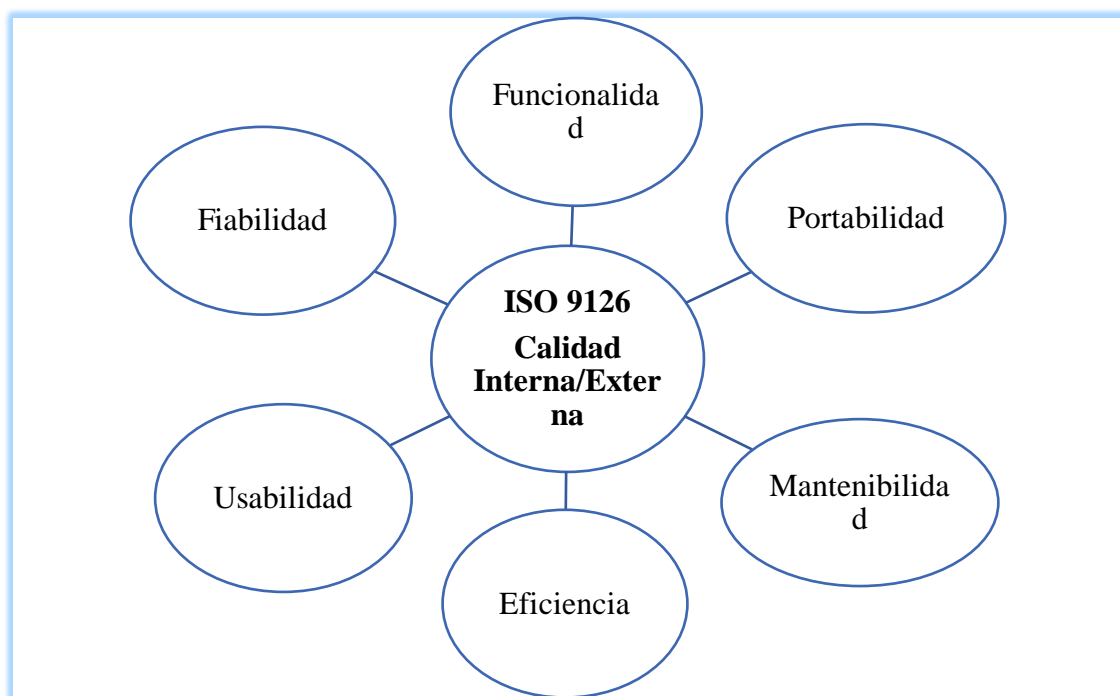 Funcionalida
d
Fiabilidad
Portabilidad
ISO 9126
Calidad
Interna/Exter
na
Usabilidad
Mantenibilida
d
Eficiencia